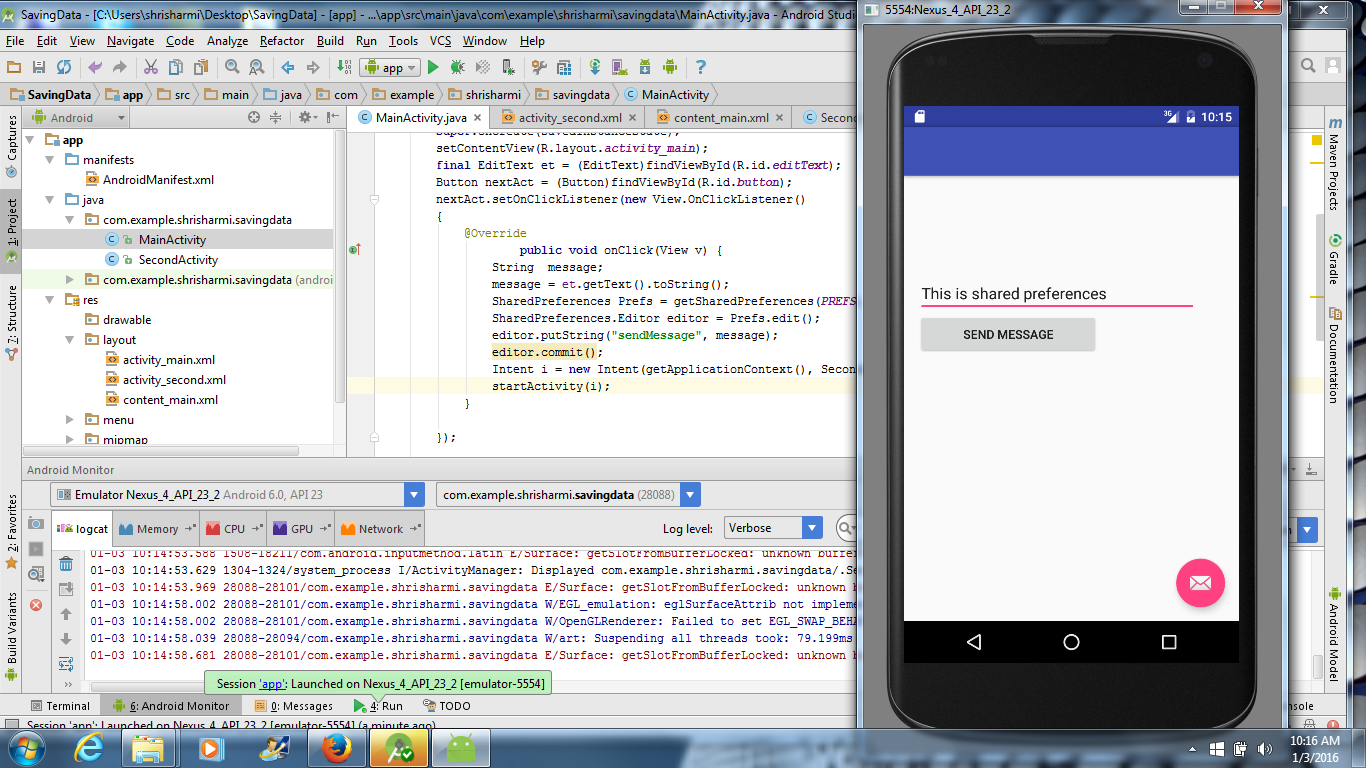 SavingData - [C:\Users\shrisharmi\Desktop\SavingData] - [app] - ...\app\src\main\java\com\example\shrisharmi\savingdata\MainActivity.java - Android Studi
5554:Nexus_4_API_23_2
File Edit View Navigate Code Analyze Refactor Build Run Tools VCS Window Help
app
SavingData app src main java com example shrisharmi savingdata MainActivity
Android
MainActivity.java activity_second.xml content_main.xml Second
Captures
1: Project
7: Structure
2: Favorites
Build Variants
app
manifests
AndroidManifest.xml
java
com.example.shrisharmi.savingdata
MainActivity
SecondActivity
com.example.shrisharmi.savingdata (androi
res
drawable
layout
activity_main.xml
activity_second.xml
content_main.xml
menu
mipmap
super.onCreate(savedInstanceState);
setContentView(R.layout.activity_main);
final EditText et = (EditText)findViewById(R.id.editText);
Button nextAct = (Button)findViewById(R.id.button);
nextAct.setOnClickListener(new View.OnClickListener()
{
@Override
public void onClick(View v) {
String message;
message = et.getText().toString();
SharedPreferences Prefs = getSharedPreferences(PREFS
SharedPreferences.Editor editor = Prefs.edit();
editor.putString("sendMessage", message);
editor.commit();
Intent i = new Intent(getApplicationContext(), Secon
startActivity(i);
}
});
3G 10:15
This is shared preferences
SEND MESSAGE
Maven Projects
Gradle
Documentation
Android Model
Android Monitor
Emulator Nexus_4_API_23_2 Android 6.0, API 23
com.example.shrisharmi.savingdata (28088)
logcat Memory CPU GPU Network
Log level: Verbose
01-03 10:14:53.588 1508-18211/com.android.inputmethod.latin E/Surface: getSlotFromBufferLocked: unknown buffe
01-03 10:14:53.629 1304-1324/system_process I/ActivityManager: Displayed com.example.shrisharmi.savingdata/.Se
01-03 10:14:53.969 28088-28101/com.example.shrisharmi.savingdata E/Surface: getSlotFromBufferLocked: unknown b
01-03 10:14:58.002 28088-28101/com.example.shrisharmi.savingdata W/EGL_emulation: eglSurfaceAttrib not impleme
01-03 10:14:58.002 28088-28101/com.example.shrisharmi.savingdata W/OpenGLRenderer: Failed to set EGL_SWAP_BEHA
01-03 10:14:58.039 28088-28094/com.example.shrisharmi.savingdata W/art: Suspending all threads took: 79.199ms
01-03 10:14:58.681 28088-28101/com.example.shrisharmi.savingdata E/Surface: getSlotFromBufferLocked: unknown b
Session 'app': Launched on Nexus_4_API_23_2 [emulator-5554]
Terminal 6: Android Monitor 0: Messages 4: Run TODO
nsole
Session 'app': Launched on Nexus_4_API_23_2 [emulator-5554] (a minute ago)
10:16 AM
1/3/2016